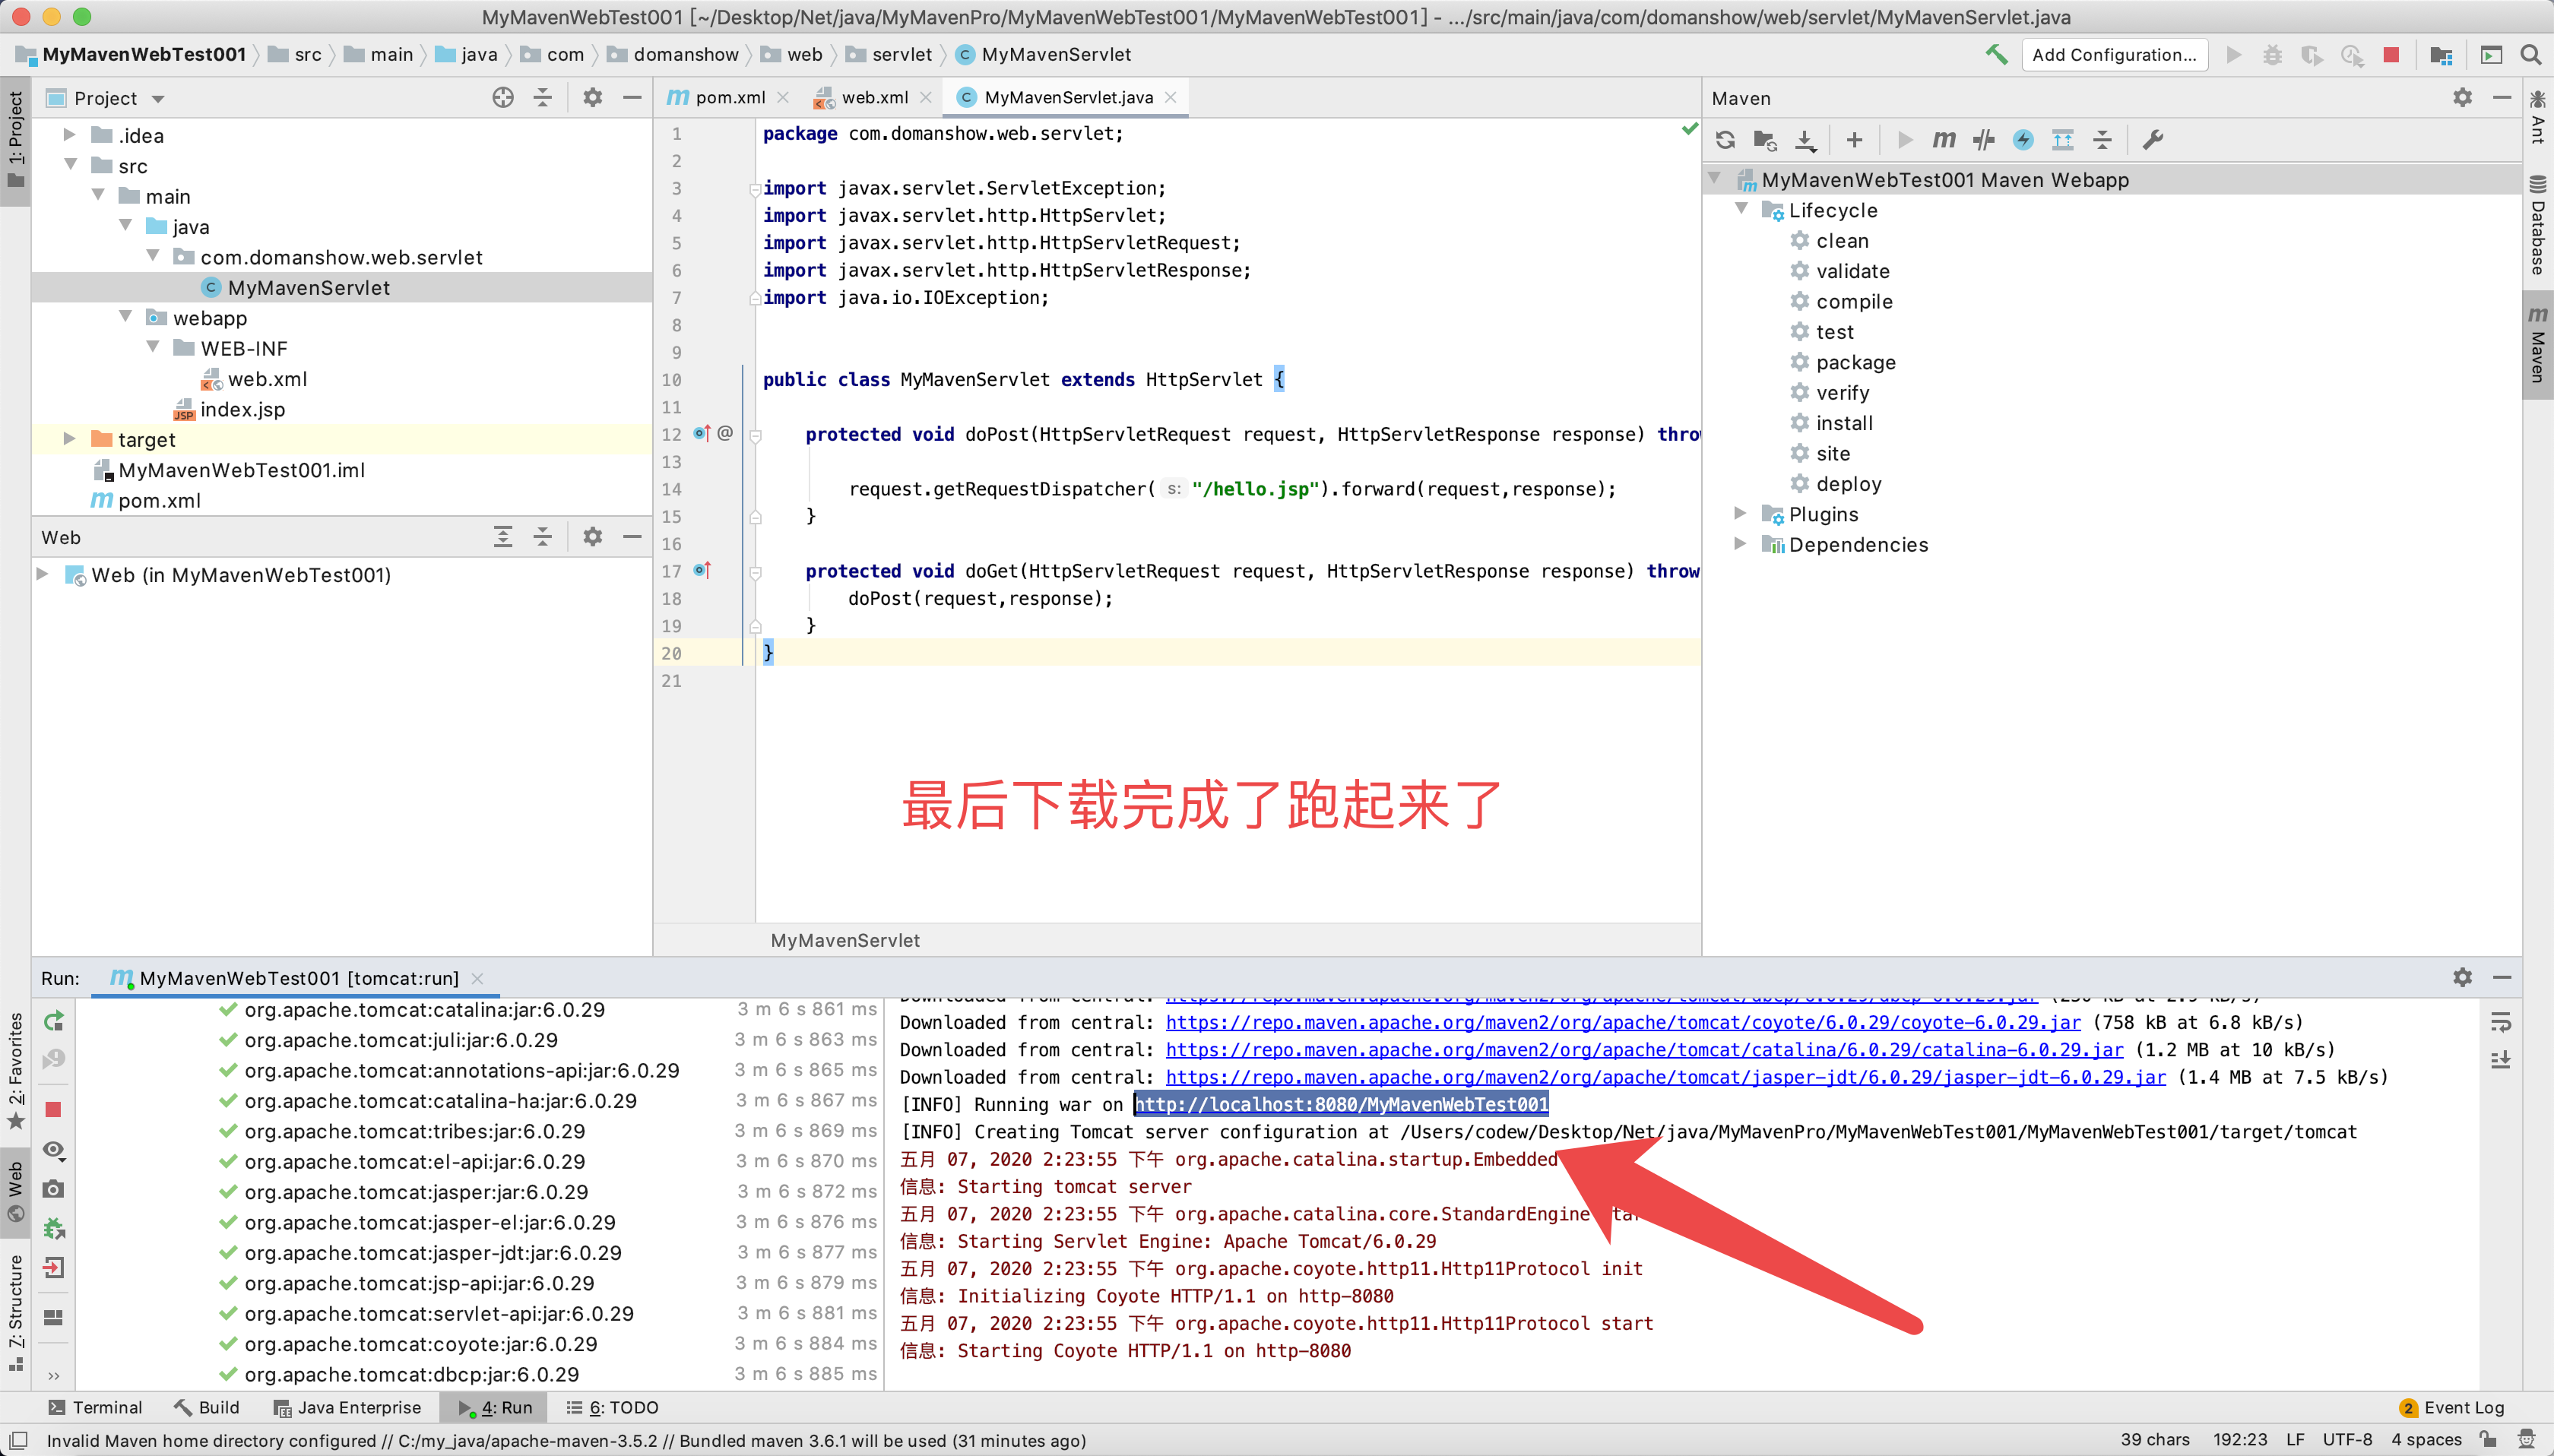 MyMavenWebTest001 [~/Desktop/Net/java/MyMavenPro/MyMavenWebTest001/MyMavenWebTest001] - .../src/main/java/com/domanshow/web/servlet/MyMavenServlet.java
MyMavenWebTest001 src main java com domanshow web servlet MyMavenServlet
Add Configuration...
1: Project
Project
.idea
src
main
java
com.domanshow.web.servlet
MyMavenServlet
webapp
WEB-INF
web.xml
index.jsp
target
MyMavenWebTest001.iml
pom.xml
Web
Web (in MyMavenWebTest001)
pom.xml
web.xml
MyMavenServlet.java
1 package com.domanshow.web.servlet;
2
3 import javax.servlet.ServletException;
4 import javax.servlet.http.HttpServlet;
5 import javax.servlet.http.HttpServletRequest;
6 import javax.servlet.http.HttpServletResponse;
7 import java.io.IOException;
8
9
10 public class MyMavenServlet extends HttpServlet {
11
12 @ protected void doPost(HttpServletRequest request, HttpServletResponse response) throw
13
14 request.getRequestDispatcher( s: "/hello.jsp").forward(request,response);
15 }
16
17 protected void doGet(HttpServletRequest request, HttpServletResponse response) throw
18 doPost(request,response);
19 }
20 }
21
最后下载完成了跑起来了
MyMavenServlet
Maven
MyMavenWebTest001 Maven Webapp
Lifecycle
clean
validate
compile
test
package
verify
install
site
deploy
Plugins
Dependencies
Ant
Database
Maven
Run: MyMavenWebTest001 [tomcat:run]
org.apache.tomcat:catalina:jar:6.0.29 3 m 6 s 861 ms
org.apache.tomcat:juli:jar:6.0.29 3 m 6 s 863 ms
org.apache.tomcat:annotations-api:jar:6.0.29 3 m 6 s 865 ms
org.apache.tomcat:catalina-ha:jar:6.0.29 3 m 6 s 867 ms
org.apache.tomcat:tribes:jar:6.0.29 3 m 6 s 869 ms
org.apache.tomcat:el-api:jar:6.0.29 3 m 6 s 870 ms
org.apache.tomcat:jasper:jar:6.0.29 3 m 6 s 872 ms
org.apache.tomcat:jasper-el:jar:6.0.29 3 m 6 s 876 ms
org.apache.tomcat:jasper-jdt:jar:6.0.29 3 m 6 s 877 ms
org.apache.tomcat:jsp-api:jar:6.0.29 3 m 6 s 879 ms
org.apache.tomcat:servlet-api:jar:6.0.29 3 m 6 s 881 ms
org.apache.tomcat:coyote:jar:6.0.29 3 m 6 s 884 ms
org.apache.tomcat:dbcp:jar:6.0.29 3 m 6 s 885 ms
Downloaded from central: https://repo.maven.apache.org/maven2/org/apache/tomcat/dbcp/6.0.29/dbcp-6.0.29.jar
Downloaded from central: https://repo.maven.apache.org/maven2/org/apache/tomcat/coyote/6.0.29/coyote-6.0.29.jar (758 kB at 6.8 kB/s)
Downloaded from central: https://repo.maven.apache.org/maven2/org/apache/tomcat/catalina/6.0.29/catalina-6.0.29.jar (1.2 MB at 10 kB/s)
Downloaded from central: https://repo.maven.apache.org/maven2/org/apache/tomcat/jasper-jdt/6.0.29/jasper-jdt-6.0.29.jar (1.4 MB at 7.5 kB/s)
[INFO] Running war on http://localhost:8080/MyMavenWebTest001
[INFO] Creating Tomcat server configuration at /Users/codew/Desktop/Net/java/MyMavenPro/MyMavenWebTest001/MyMavenWebTest001/target/tomcat
五月 07, 2020 2:23:55 下午 org.apache.catalina.startup.Embedded
信息: Starting tomcat server
五月 07, 2020 2:23:55 下午 org.apache.catalina.core.StandardEngine
信息: Starting Servlet Engine: Apache Tomcat/6.0.29
五月 07, 2020 2:23:55 下午 org.apache.coyote.http11.Http11Protocol init
信息: Initializing Coyote HTTP/1.1 on http-8080
五月 07, 2020 2:23:55 下午 org.apache.coyote.http11.Http11Protocol start
信息: Starting Coyote HTTP/1.1 on http-8080
2: Favorites
Web
Z: Structure
Terminal Build Java Enterprise 4: Run 6: TODO
2 Event Log
Invalid Maven home directory configured // C:/my_java/apache-maven-3.5.2 // Bundled maven 3.6.1 will be used (31 minutes ago)
39 chars 192:23 LF UTF-8 4 spaces